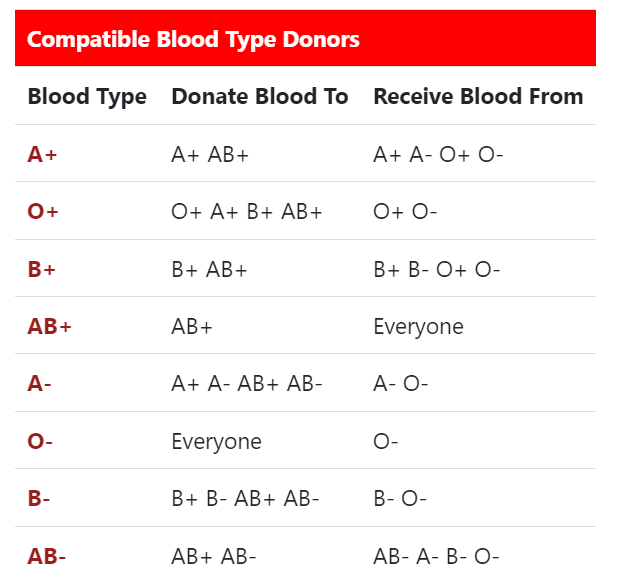 Compatible Blood Type Donors
Blood Type Donate Blood To Receive Blood From
A+ A+ AB+ A+ A- O+ O-
O+ O+ A+ B+ AB+ O+ O-
B+ B+ AB+ B+ B- O+ O-
AB+ AB+ Everyone
A- A+ A- AB+ AB- A- O-
O- Everyone O-
B- B+ B- AB+ AB- B- O-
AB- AB+ AB- AB- A- B- O-